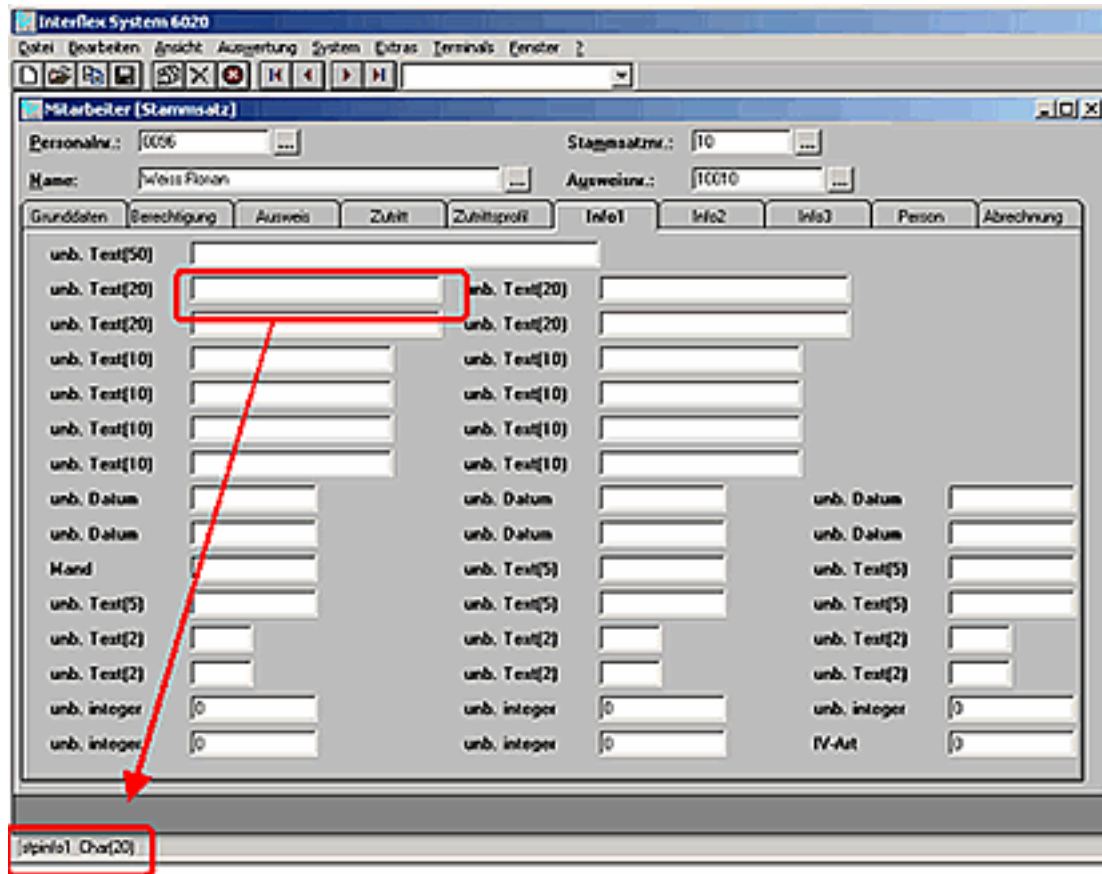 Interflex System 6020
Datei Bearbeiten Ansicht Auswertung System Extras Terminals Fenster ?
Mitarbeiter [Stammsatz]
Personalnr.: 0096 ... Stammsatznr.: 10 ...
Name: Weiss Florian ... Ausweisnr.: 10010 ...
Grunddaten Berechtigung Ausweis Zutritt Zutrittsprofil Info1 Info2 Info3 Person Abrechnung
unb. Text(50)
unb. Text(20) unb. Text(20)
unb. Text(20) unb. Text(20)
unb. Text(10) unb. Text(10)
unb. Text(10) unb. Text(10)
unb. Text(10) unb. Text(10)
unb. Text(10) unb. Text(10)
unb. Datum unb. Datum unb. Datum
unb. Datum unb. Datum unb. Datum
Mand unb. Text(5) unb. Text(5)
unb. Text(5) unb. Text(5) unb. Text(5)
unb. Text(2) unb. Text(2) unb. Text(2)
unb. Text(2) unb. Text(2) unb. Text(2)
unb. integer 0 unb. integer 0 unb. integer 0
unb. integer 0 unb. integer 0 IV-Art 0
stpinfo1 Char(20)